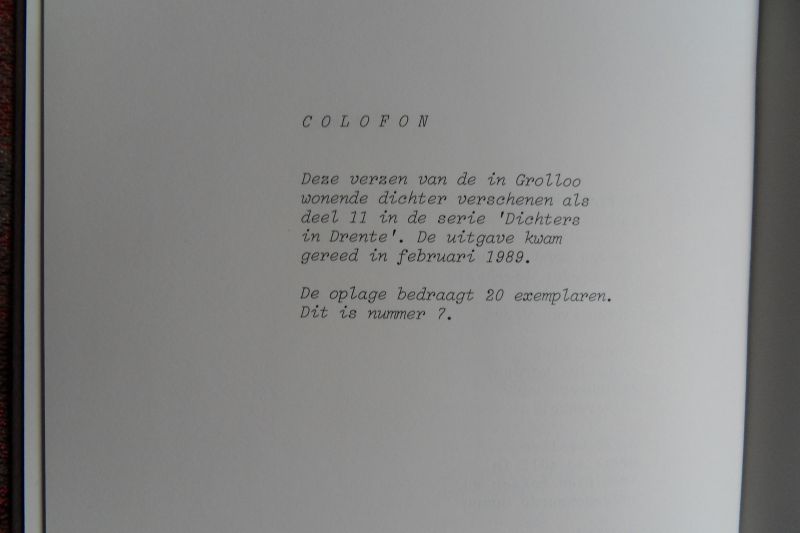 C O L O F O N
Deze verzen van de in Grolloo
wonende dichter verschenen als
deel 11 in de serie 'Dichters
in Drente'. De uitgave kwam
gereed in februari 1989.
De oplage bedraagt 20 exemplaren.
Dit is nummer 7.